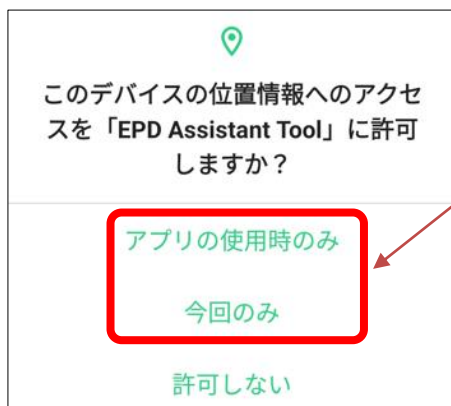 このデバイスの位置情報へのアクセ
スを「EPD Assistant Tool」に許可
しますか？
アプリの使用時のみ
今回のみ
許可しない